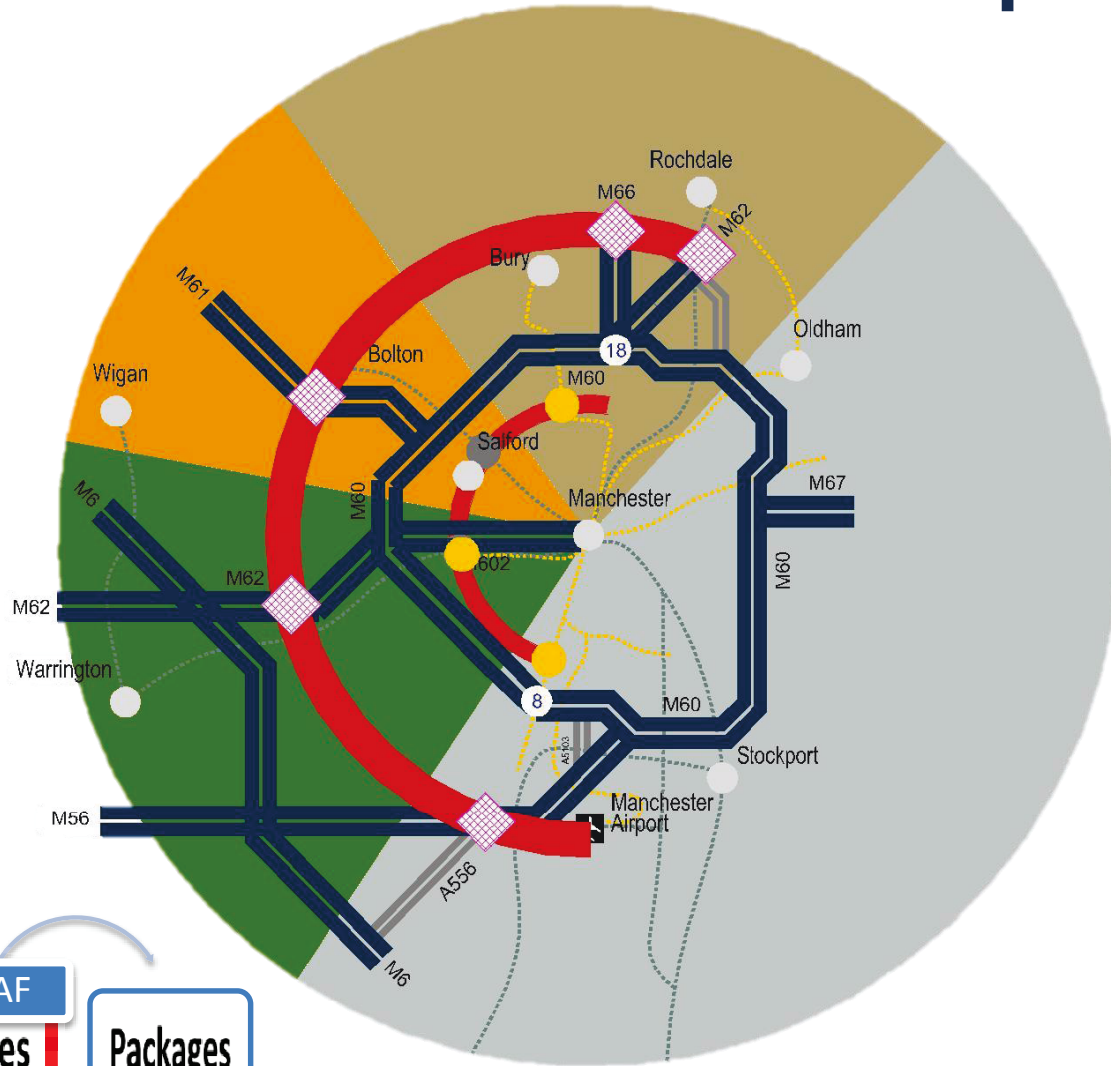 Rochdale
M66
M62
Bury
M61
Oldham
18
Bolton
Wigan
M60
Salford
M67
M6
M60
Manchester
602
M60
M62
M62
Warrington
8
M60
A5103
Stockport
M56
Manchester
Airport
A556
M6
AF
es
Packages